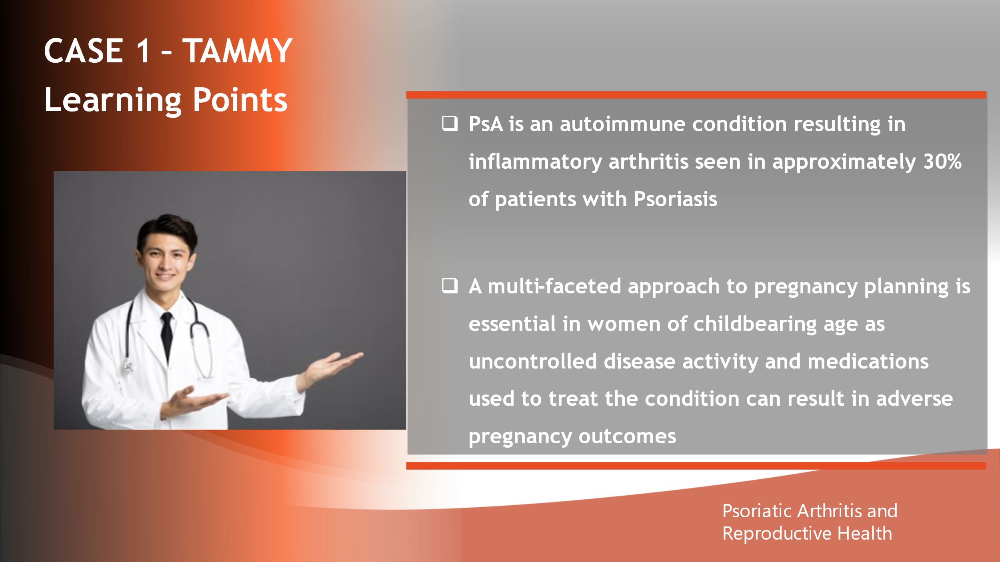 CASE 1 – TAMMY
Learning Points
❑ PsA is an autoimmune condition resulting in
inflammatory arthritis seen in approximately 30%
of patients with Psoriasis
❑ A multi-faceted approach to pregnancy planning is
essential in women of childbearing age as
uncontrolled disease activity and medications
used to treat the condition can result in adverse
pregnancy outcomes
Psoriatic Arthritis and
Reproductive Health